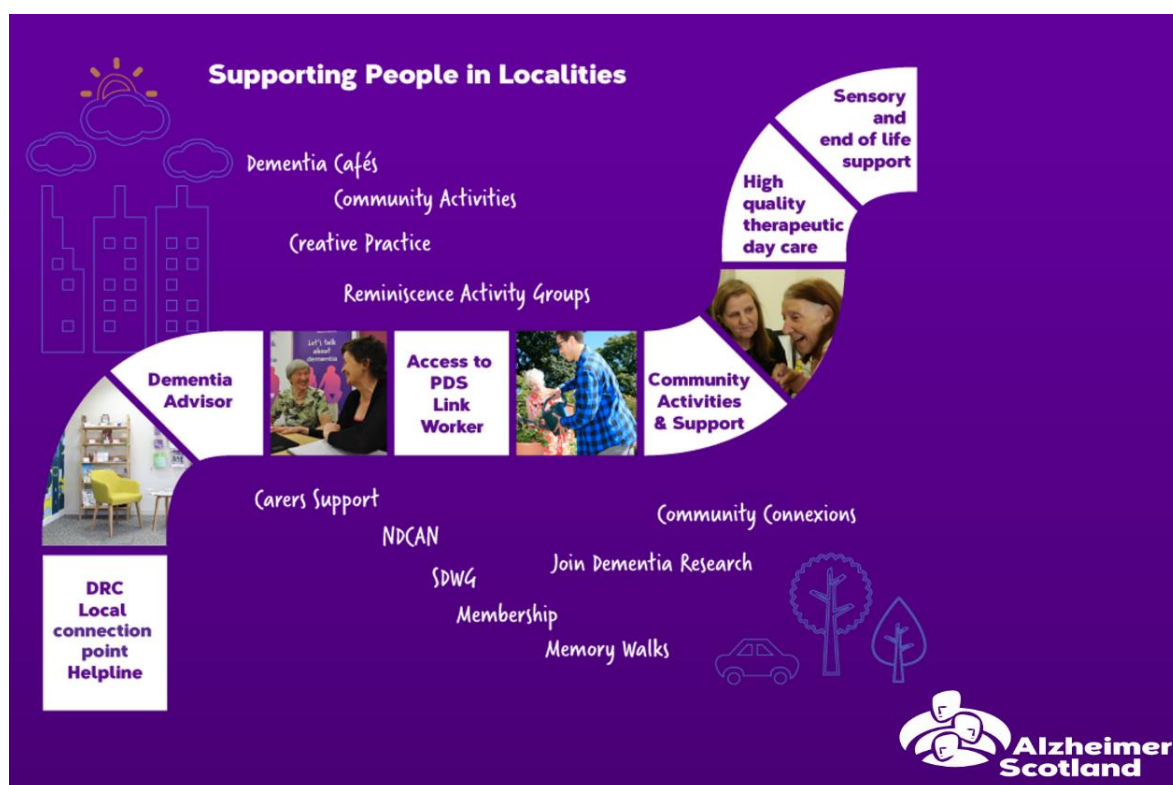 Supporting People in Localities
Dementia Cafés
Community Activities
Creative Practice
Reminiscence Activity Groups
DRC
Local
connection
point
Helpline
Dementia
Advisor
Let's talk
about
dementia
Access to
PDS
Link
Worker
Community
Activities
& Support
High
quality
therapeutic
day care
Sensory
and
end of life
support
Carers Support
NDCAN
SDWG
Membership
Memory Walks
Community Connexions
Join Dementia Research
Alzheimer
Scotland